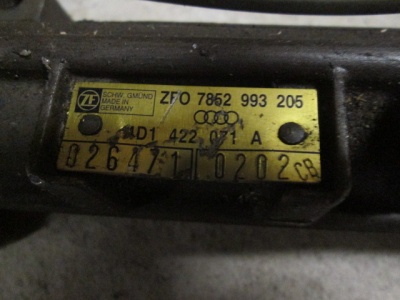 ZF
SCHW. GMÜND
MADE IN
GERMANY
ZFO 7852 993 205
4D1 422 071 A
026471 0202 CB